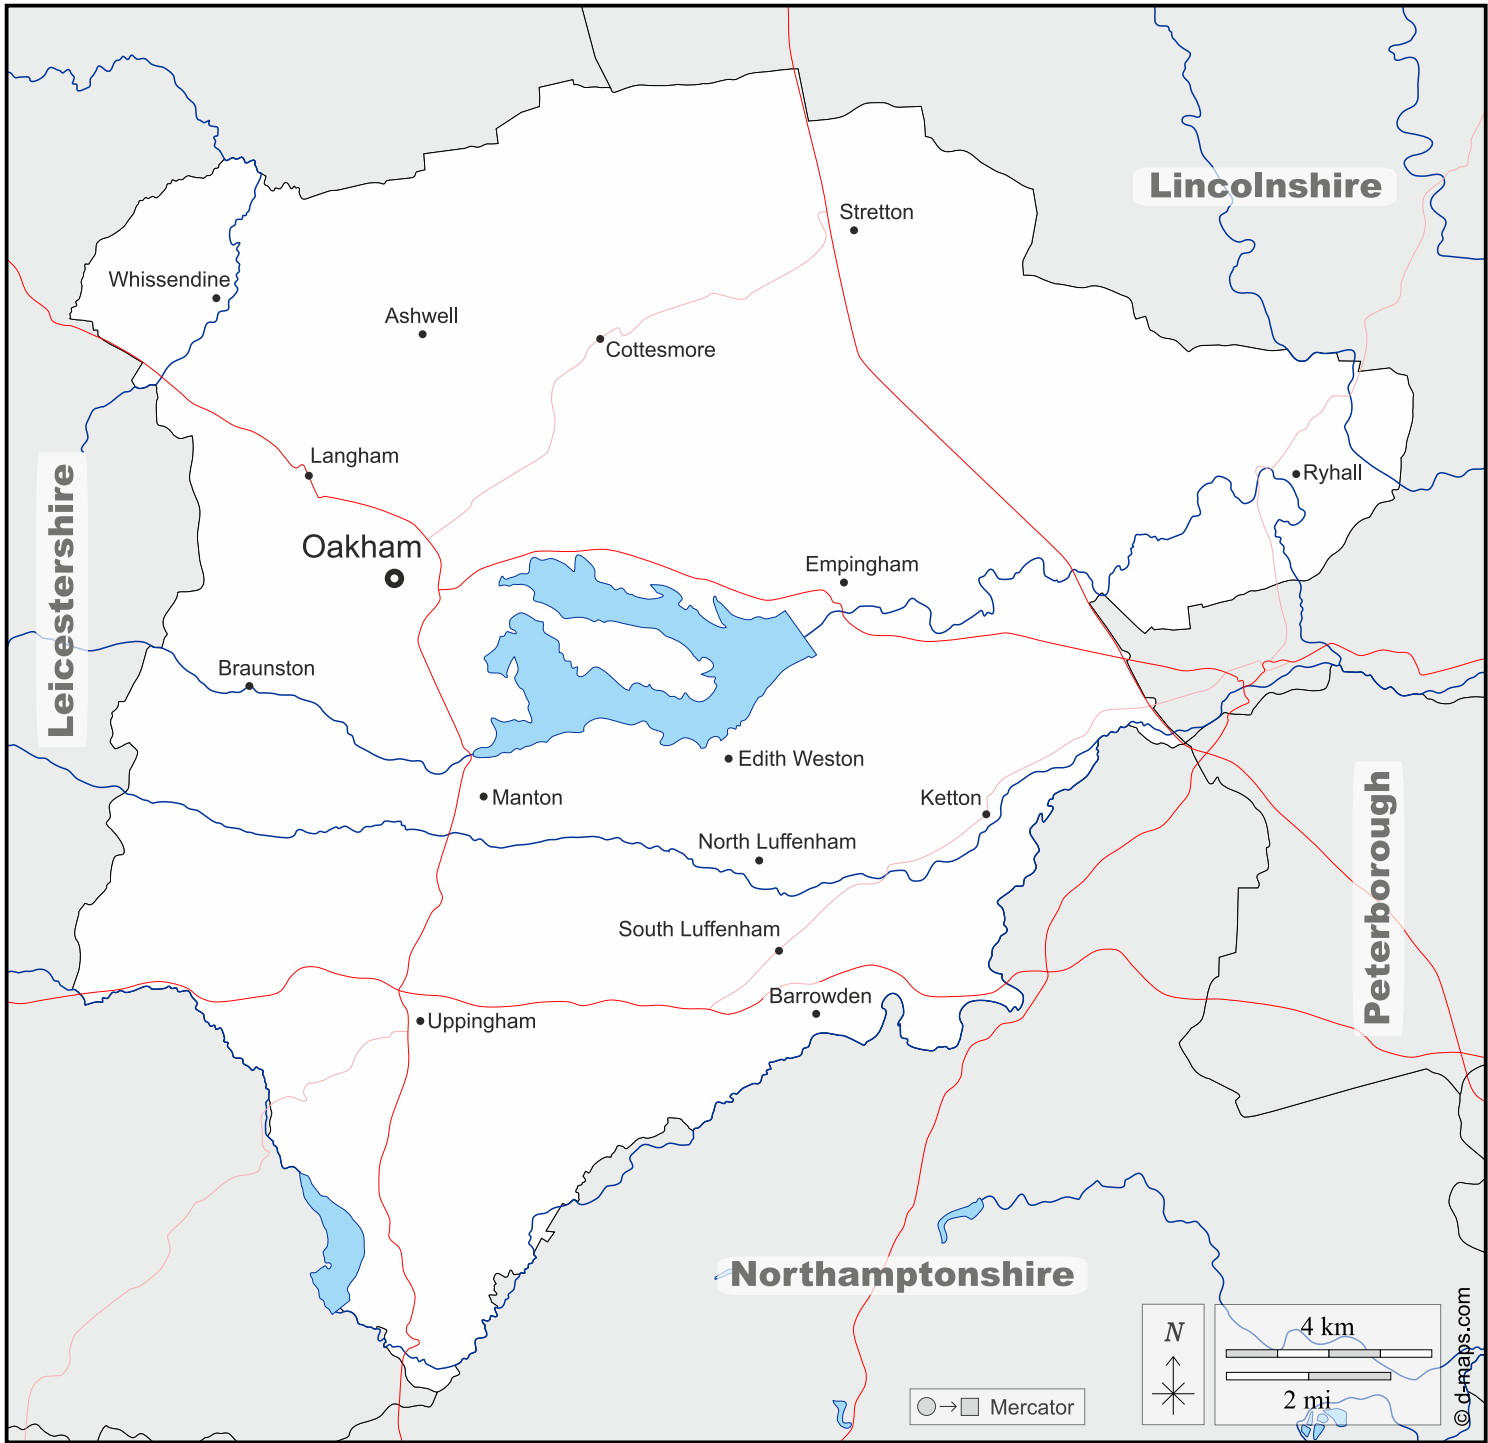 Lincolnshire
Stretton
Whissendine
Ashwell
Cottesmore
Langham
Ryhall
Leicestershire
Oakham
Empingham
Braunston
Edith Weston
Manton
Ketton
North Luffenham
Peterborough
South Luffenham
Barrowden
Uppingham
Northamptonshire
N
4 km
2 mi
Mercator
© d-maps.com